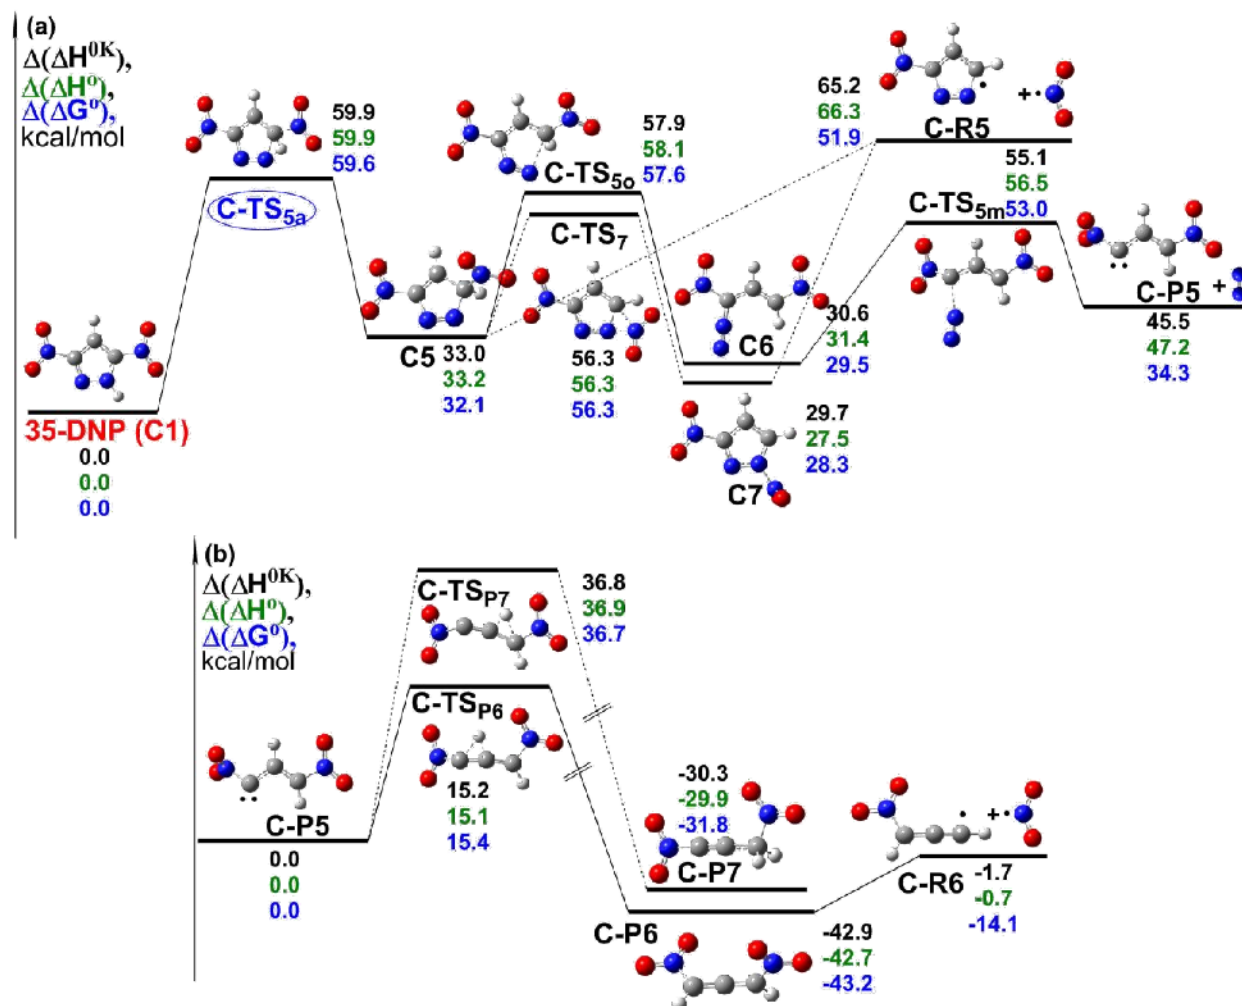 (a)
Δ(ΔH⁰ᴷ),
Δ(ΔHᵒ),
Δ(ΔGᵒ),
kcal/mol
59.9
59.9
59.6
C-TS₅ₐ
57.9
58.1
57.6
C-TS₅ₒ
C-TS₇
65.2
66.3
51.9
+·
C-R5
55.1
56.5
53.0
C-TS₅ₘ
C-P5 +
45.5
47.2
34.3
C5
33.0
33.2
32.1
56.3
56.3
56.3
C6
30.6
31.4
29.5
29.7
27.5
28.3
C7
35-DNP (C1)
0.0
0.0
0.0
(b)
Δ(ΔH⁰ᴷ),
Δ(ΔHᵒ),
Δ(ΔGᵒ),
kcal/mol
C-TSP7
36.8
36.9
36.7
C-TSP6
15.2
15.1
15.4
C-P5
0.0
0.0
0.0
-30.3
-29.9
-31.8
C-P7
+·
C-R6
-1.7
-0.7
-14.1
C-P6
-42.9
-42.7
-43.2